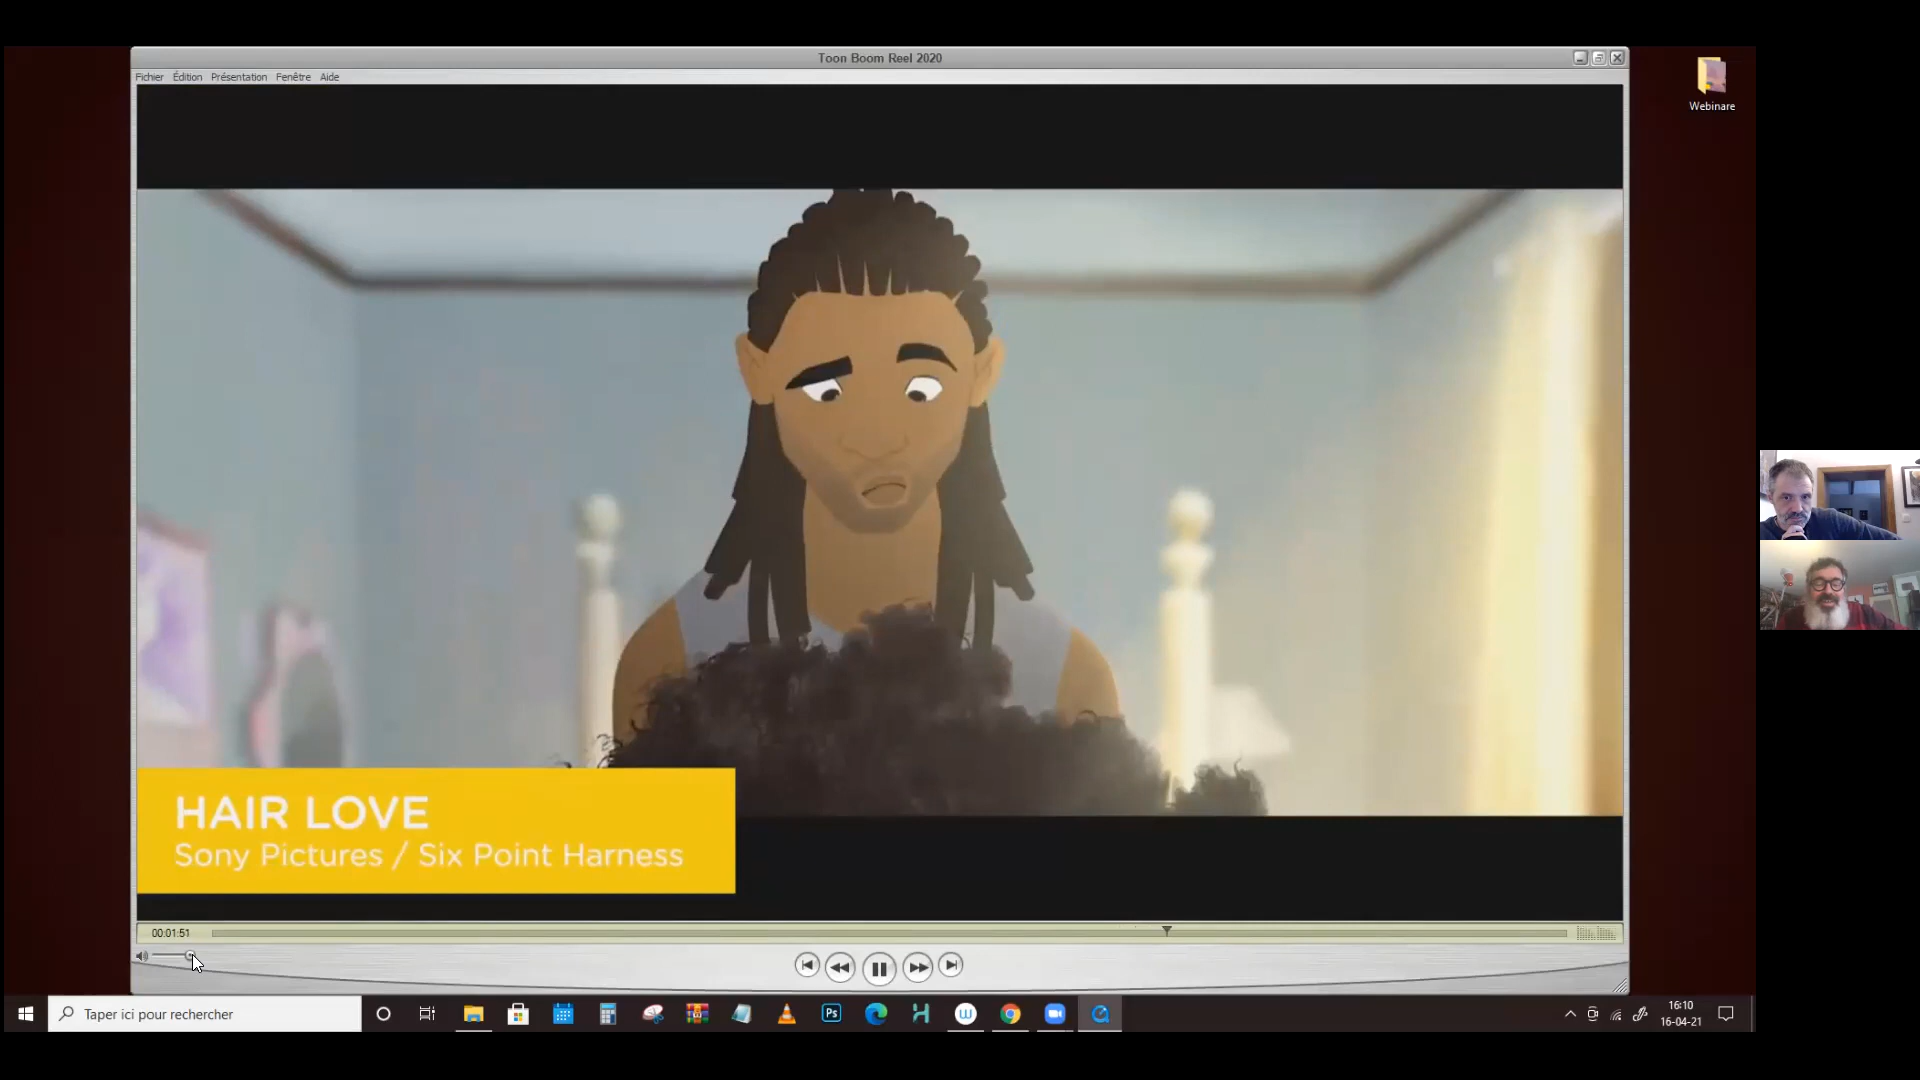 Toon Boom Reel 2020
Fichier Édition Présentation Fenêtre Aide
Webinare
HAIR LOVE
Sony Pictures / Six Point Harness
00:01:51
Taper ici pour rechercher
Ps
16:10
16-04-21